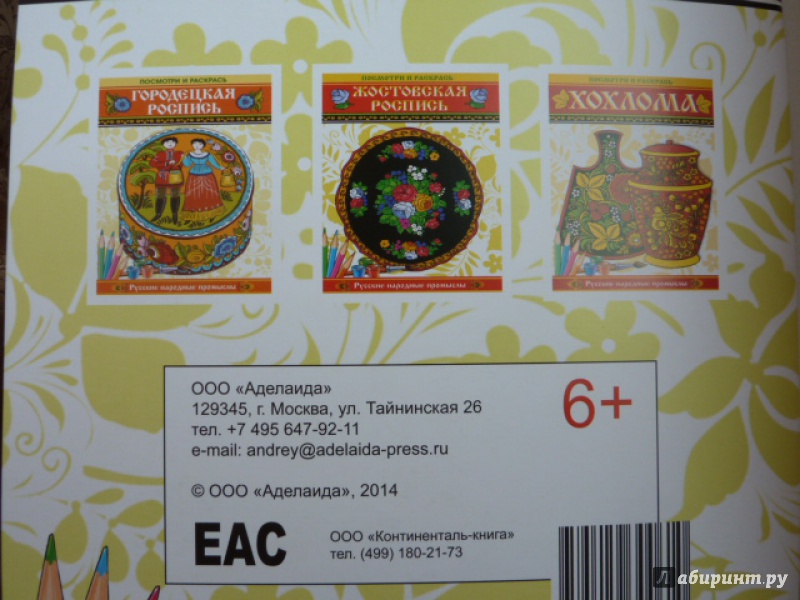 ПОСМОТРИ И РАСКРАСЬ
ГОРОДЕЦКАЯ
РОСПИСЬ
Русские народные промыслы
ПОСМОТРИ И РАСКРАСЬ
ЖОСТОВСКАЯ
РОСПИСЬ
Русские народные промыслы
ПОСМОТРИ И РАСКРАСЬ
ХОХЛОМА
Русские народные промыслы
ООО «Аделаида»
129345, г. Москва, ул. Тайнинская 26
тел. +7 495 647-92-11
e-mail: andrey@adelaida-press.ru
© ООО «Аделаида», 2014
6+
EAC
ООО «Континенталь-книга»
тел. (499) 180-21-73
Лабиринт.ру